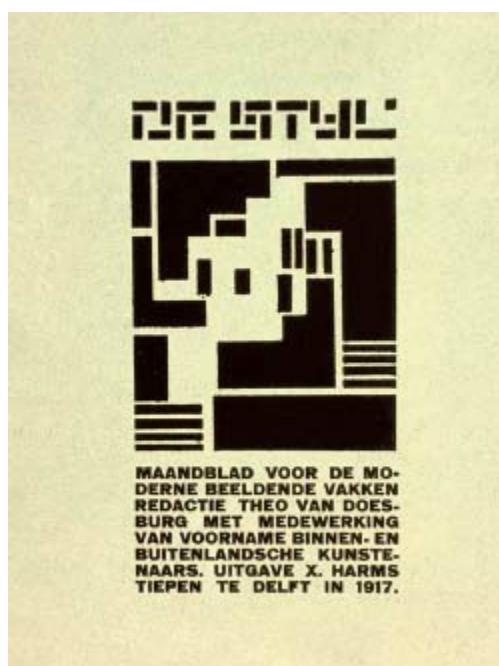 DE STYL
MAANDBLAD VOOR DE MO-
DERNE BEELDENDE VAKKEN
REDACTIE THEO VAN DOES-
BURG MET MEDEWERKING
VAN VOORNAME BINNEN- EN
BUITENLANDSCHE KUNSTE-
NAARS. UITGAVE X. HARMS
TIEPEN TE DELFT IN 1917.